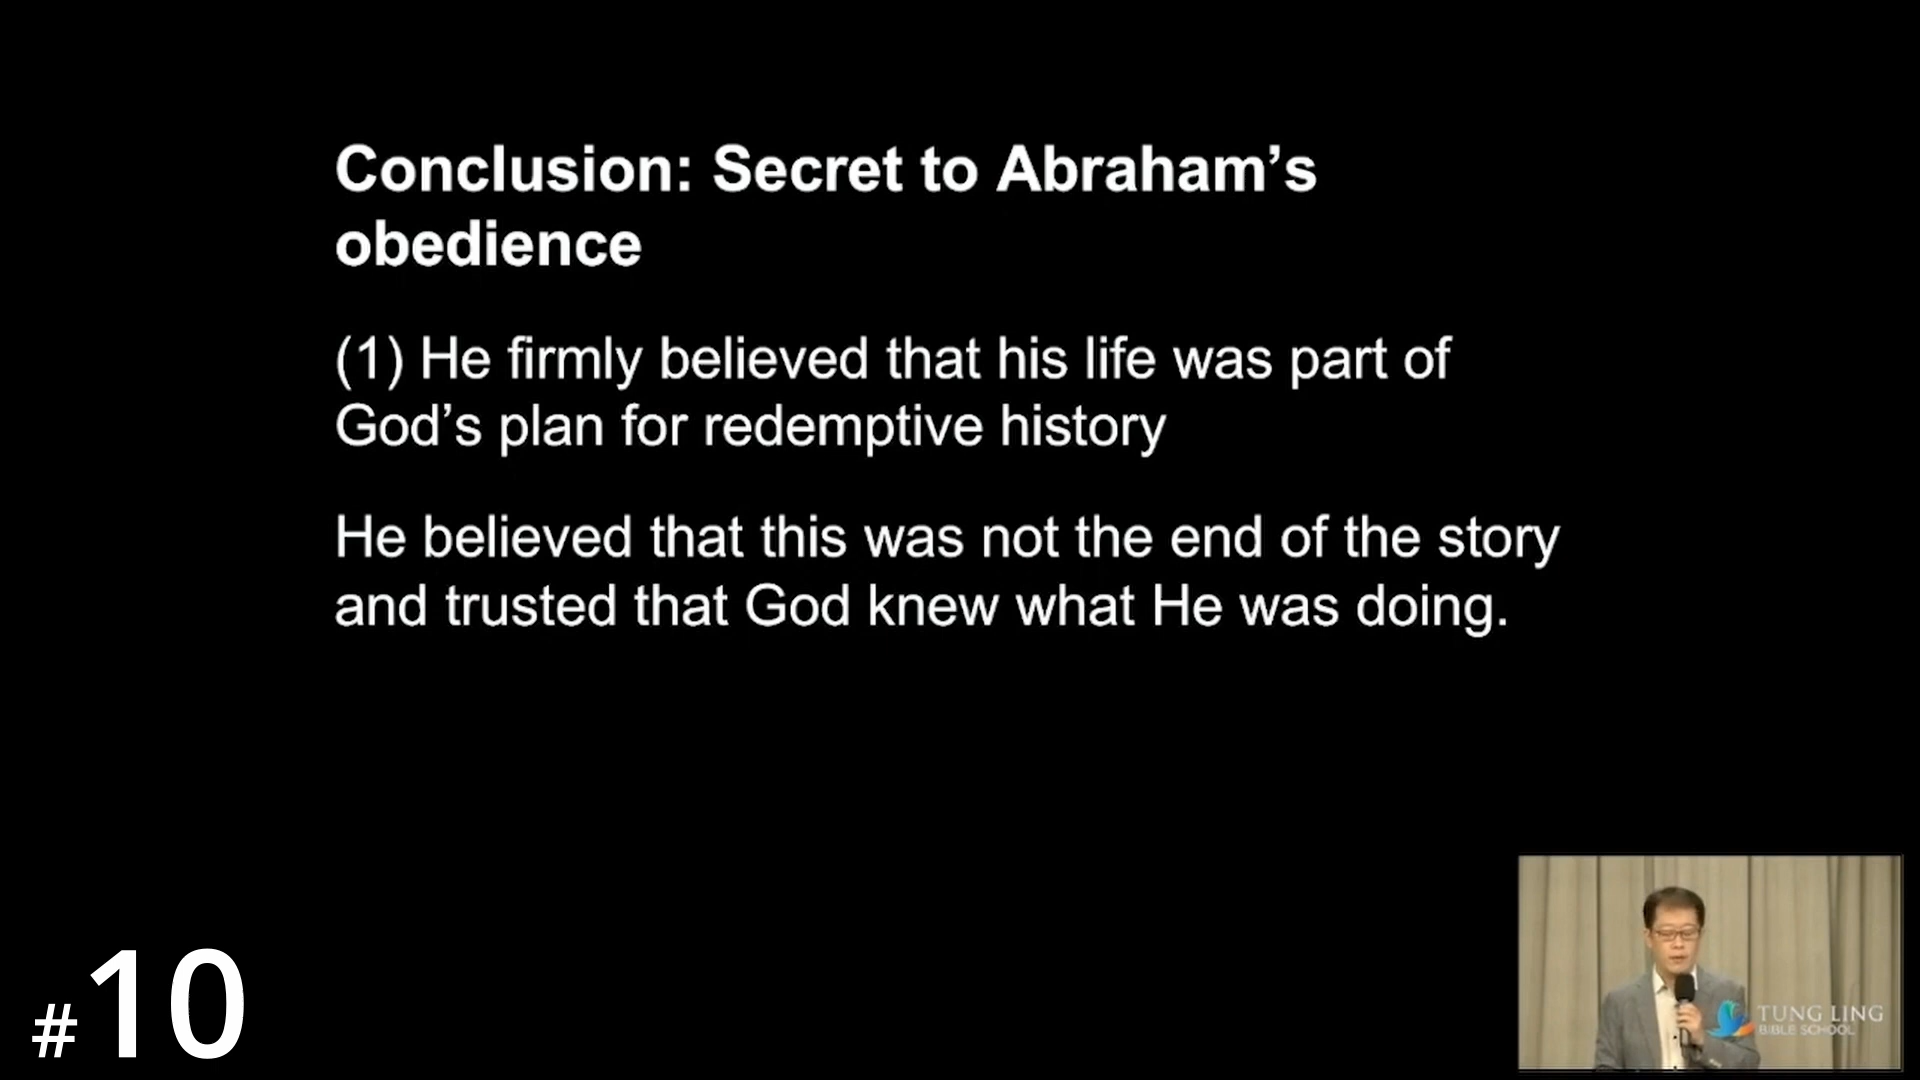 Conclusion: Secret to Abraham’s
obedience
(1) He firmly believed that his life was part of
God’s plan for redemptive history
He believed that this was not the end of the story
and trusted that God knew what He was doing.
#10
TUNG LING
BIBLE SCHOOL